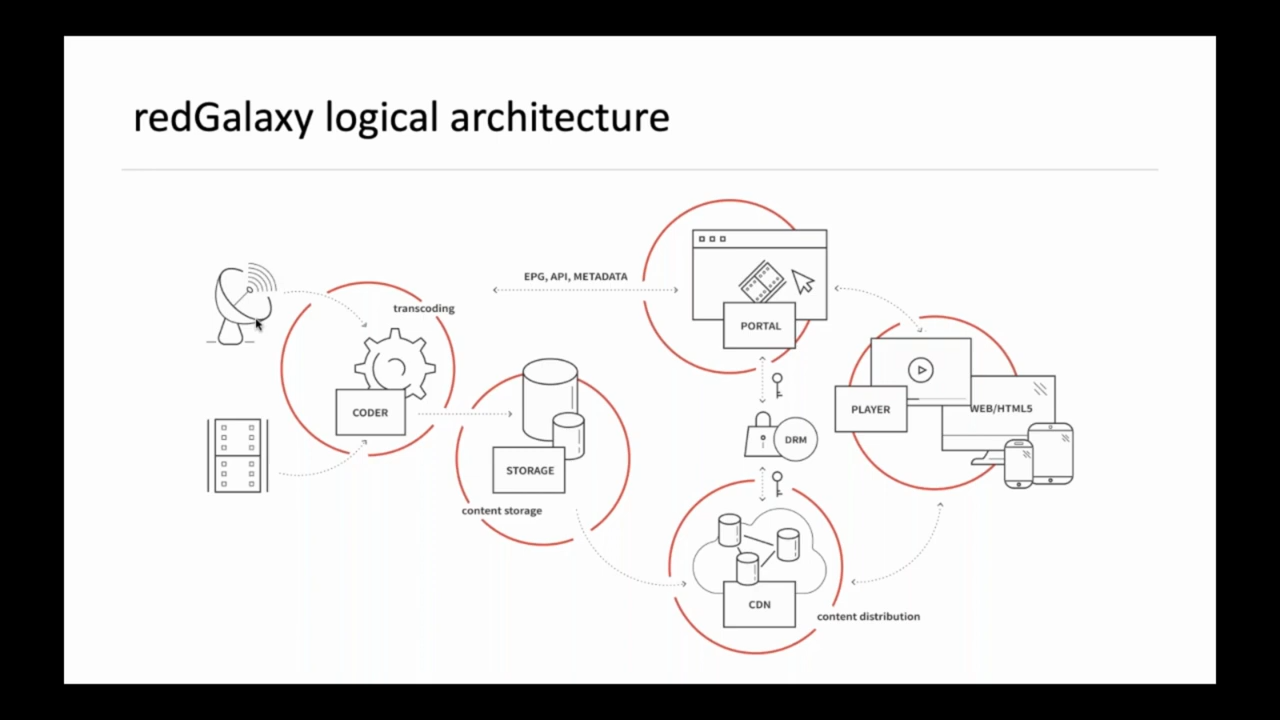 redGalaxy logical architecture
EPG, API, METADATA
transcoding
PORTAL
CODER
PLAYER
WEB/HTML5
DRM
STORAGE
content storage
CDN
content distribution